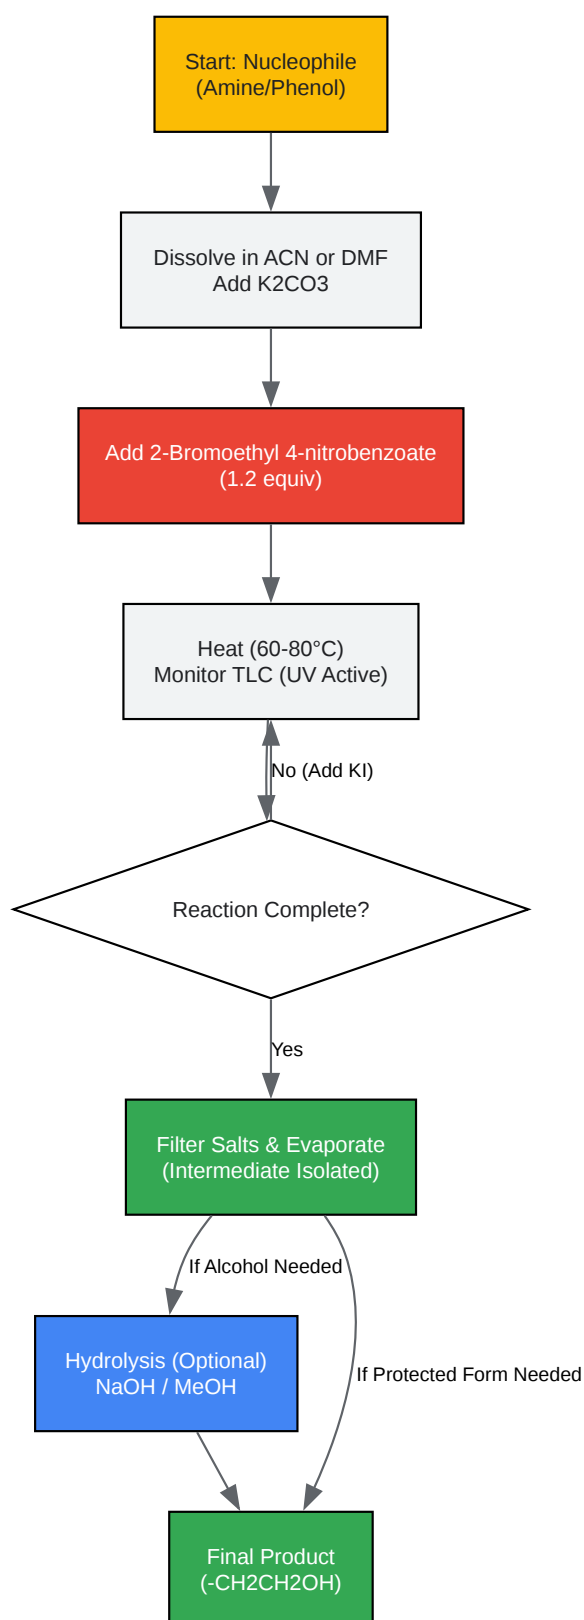 Start: Nucleophile
(Amine/Phenol)
Dissolve in ACN or DMF
Add K2CO3
Add 2-Bromoethyl 4-nitrobenzoate
(1.2 equiv)
Heat (60-80°C)
Monitor TLC (UV Active)
No (Add KI)
Reaction Complete?
Yes
Filter Salts & Evaporate
(Intermediate Isolated)
If Alcohol Needed
Hydrolysis (Optional)
NaOH / MeOH
If Protected Form Needed
Final Product
(-CH2CH2OH)